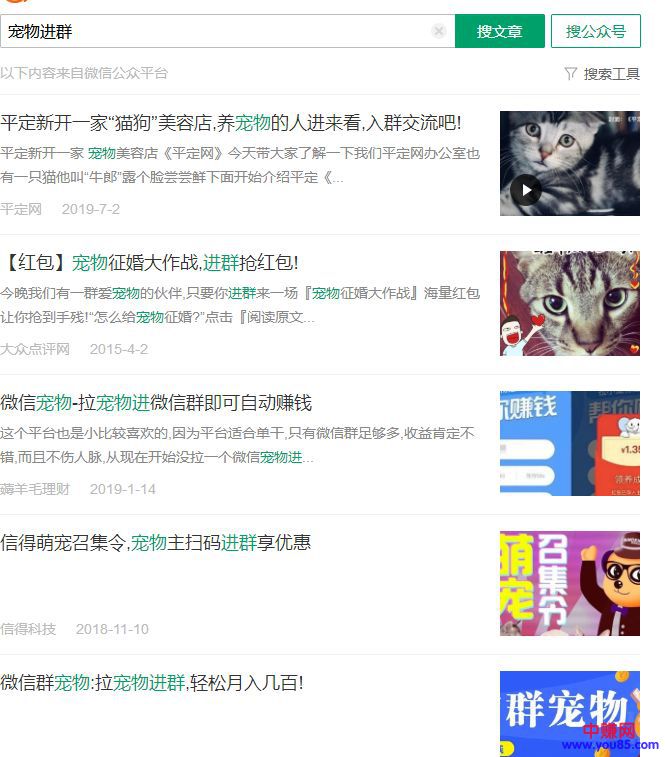 宠物进群
搜文章
搜公众号
以下内容来自微信公众平台
搜索工具
平定新开一家“猫狗”美容店,养宠物的人进来看,入群交流吧!
平定新开一家 宠物美容店《平定网》今天带大家了解一下我们平定网办公室也
有一只猫他叫“牛郎”露个脸尝尝鲜下面开始介绍平定《...
平定网 2019-7-2
【红包】宠物征婚大作战,进群抢红包!
今晚我们有一群爱宠物的伙伴,只要你进群来一场『宠物征婚大作战』海量红包
让你抢到手残!“怎么给宠物征婚?”点击『阅读原文...
大众点评网 2015-4-2
微信宠物-拉宠物进微信群即可自动赚钱
这个平台也是小比较喜欢的,因为平台适合单干,只有微信群足够多,收益肯定不
错,而且不伤人脉,从现在开始没拉一个微信宠物进...
薅羊毛理财 2019-1-14
你赚钱
帮你
¥1.35
领养成
信得萌宠召集令,宠物主扫码进群享优惠
信得科技 2018-11-10
萌宠
召集令
微信群宠物:拉宠物进群,轻松月入几百!
群宠物
中赚网
www.you85.com